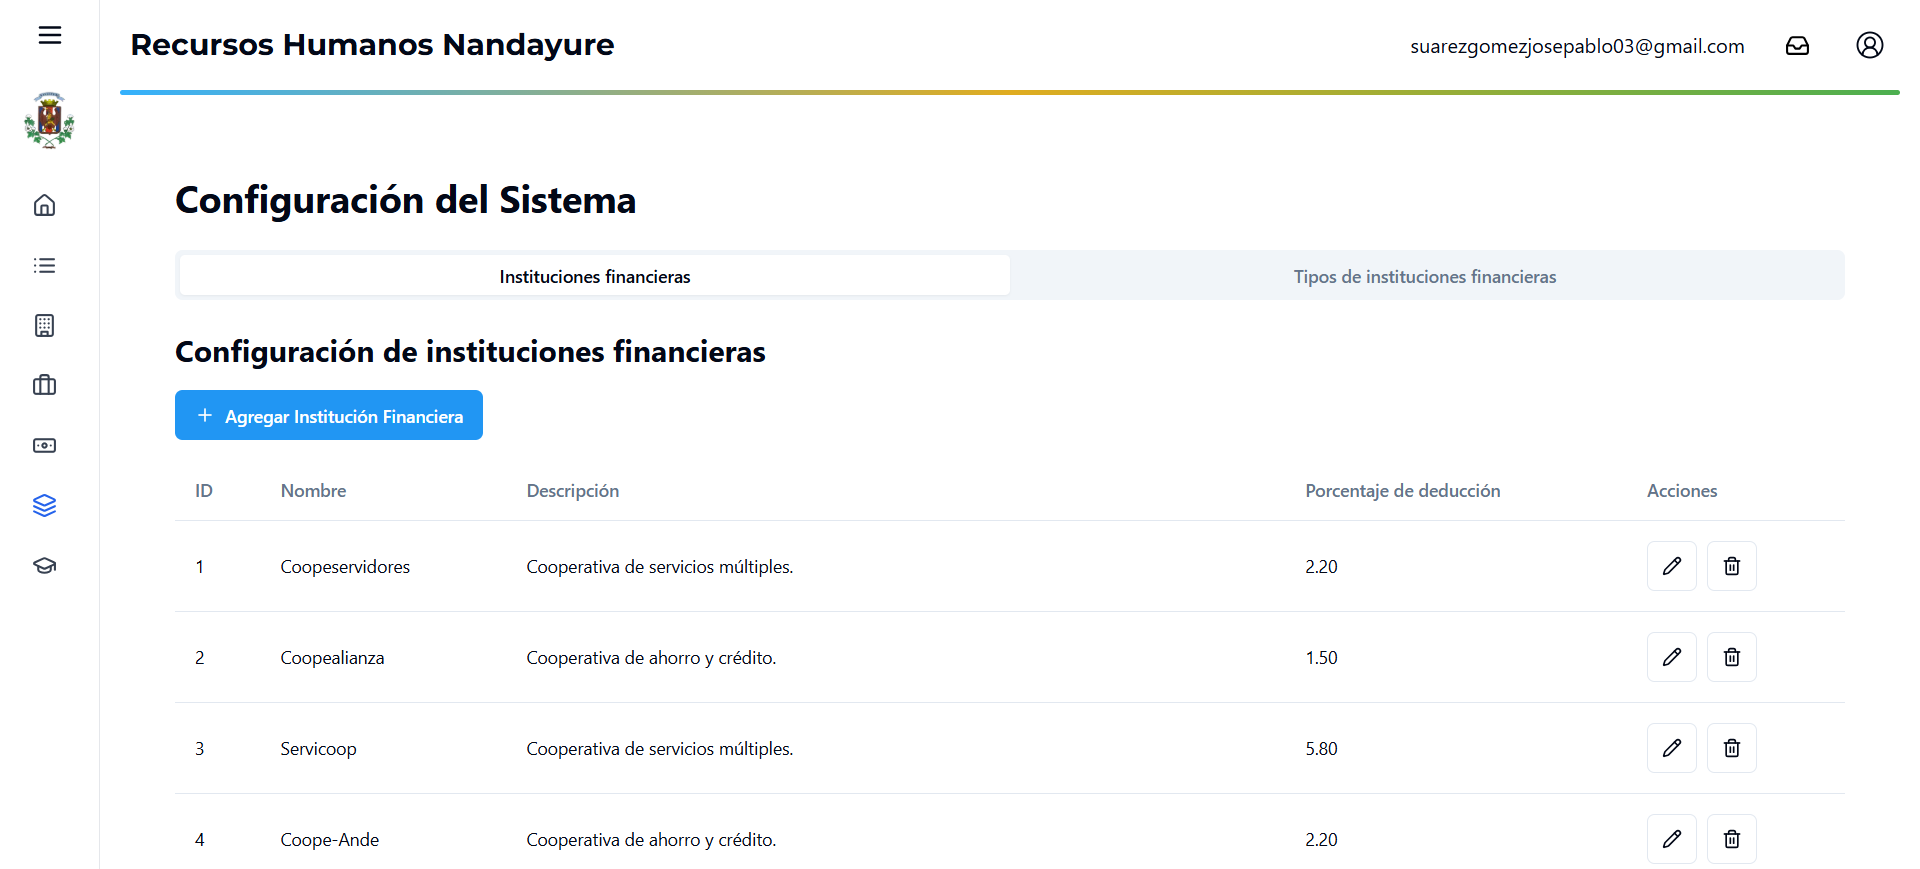 Recursos Humanos Nandayure
suarezgomezjosepablo03@gmail.com
Configuración del Sistema
Instituciones financieras
Tipos de instituciones financieras
Configuración de instituciones financieras
+ Agregar Institución Financiera
ID Nombre Descripción Porcentaje de deducción Acciones
1 Coopeservidores Cooperativa de servicios múltiples. 2.20
2 Coopealianza Cooperativa de ahorro y crédito. 1.50
3 Servicoop Cooperativa de servicios múltiples. 5.80
4 Coope-Ande Cooperativa de ahorro y crédito. 2.20